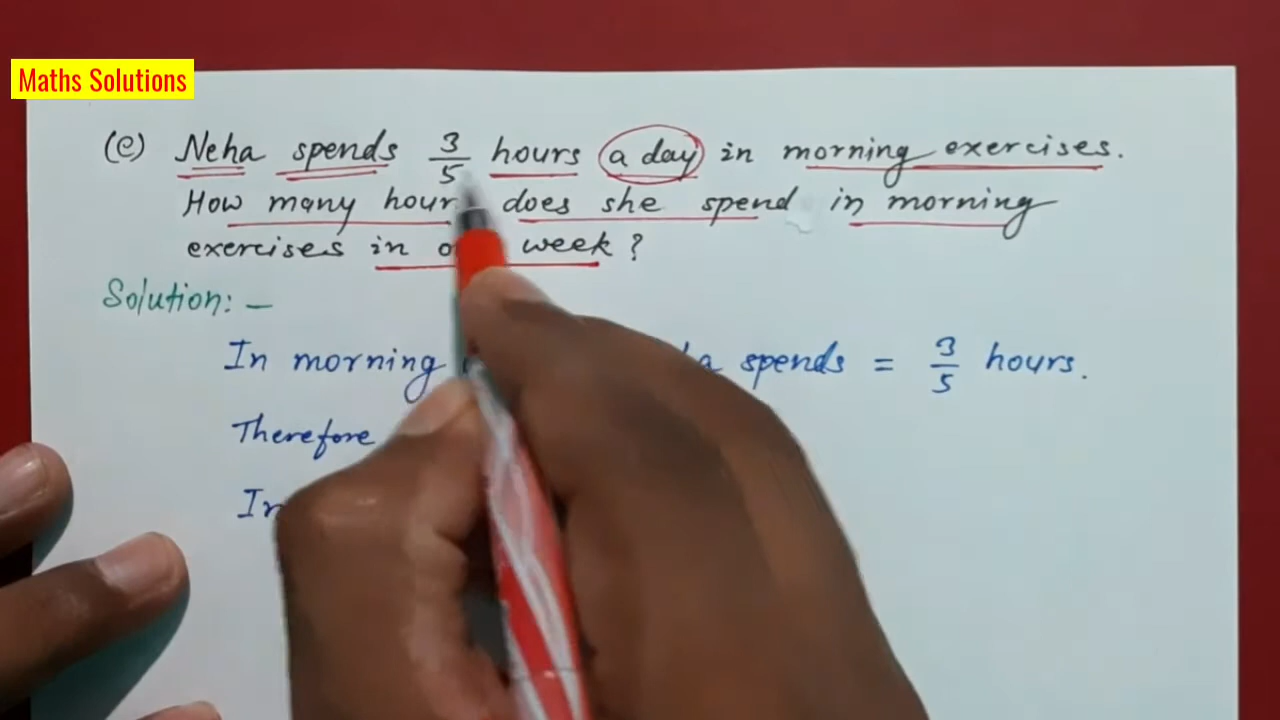 Maths Solutions
(e) Neha spends 3/5 hours a day in morning exercises.
How many hour does she spend in morning
exercises in week ?
Solution: -
In morning spends = 3/5 hours.
Therefore
In